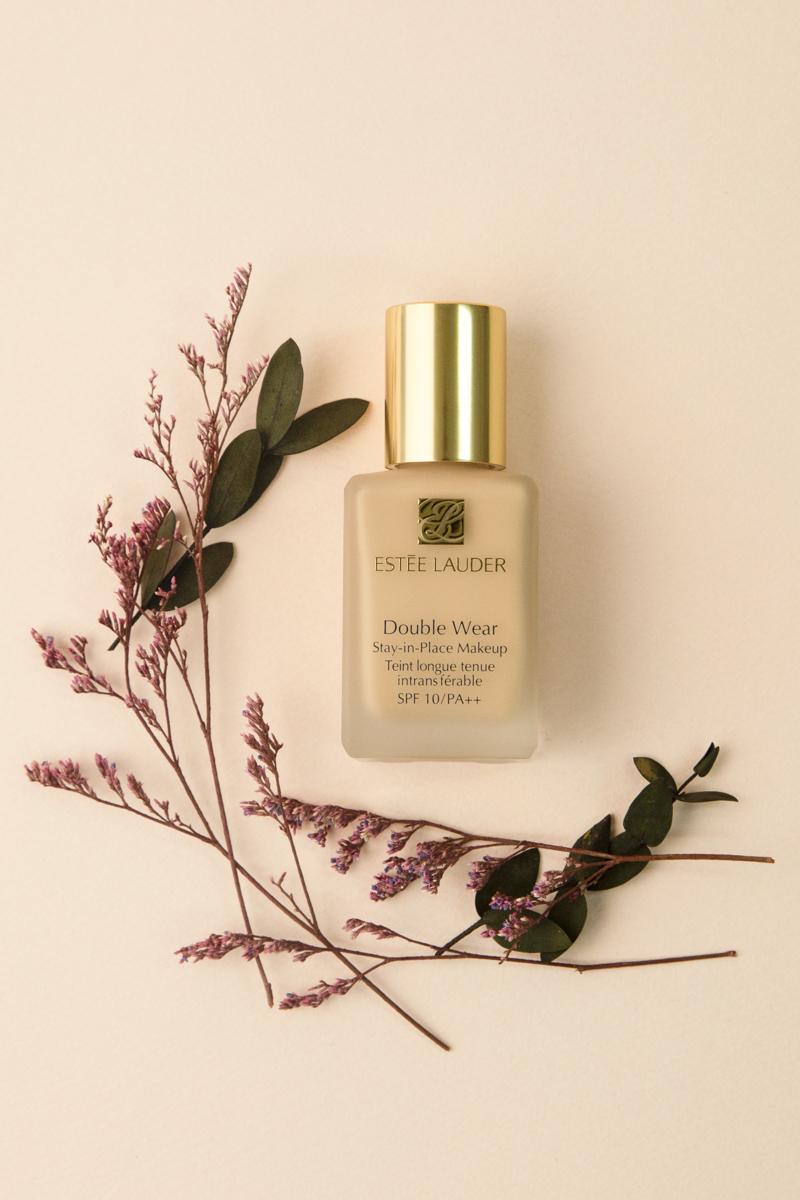 ESTĒE LAUDER
Double Wear
Stay-in-Place Makeup
Teint longue tenue
intransférable
SPF 10/PA++